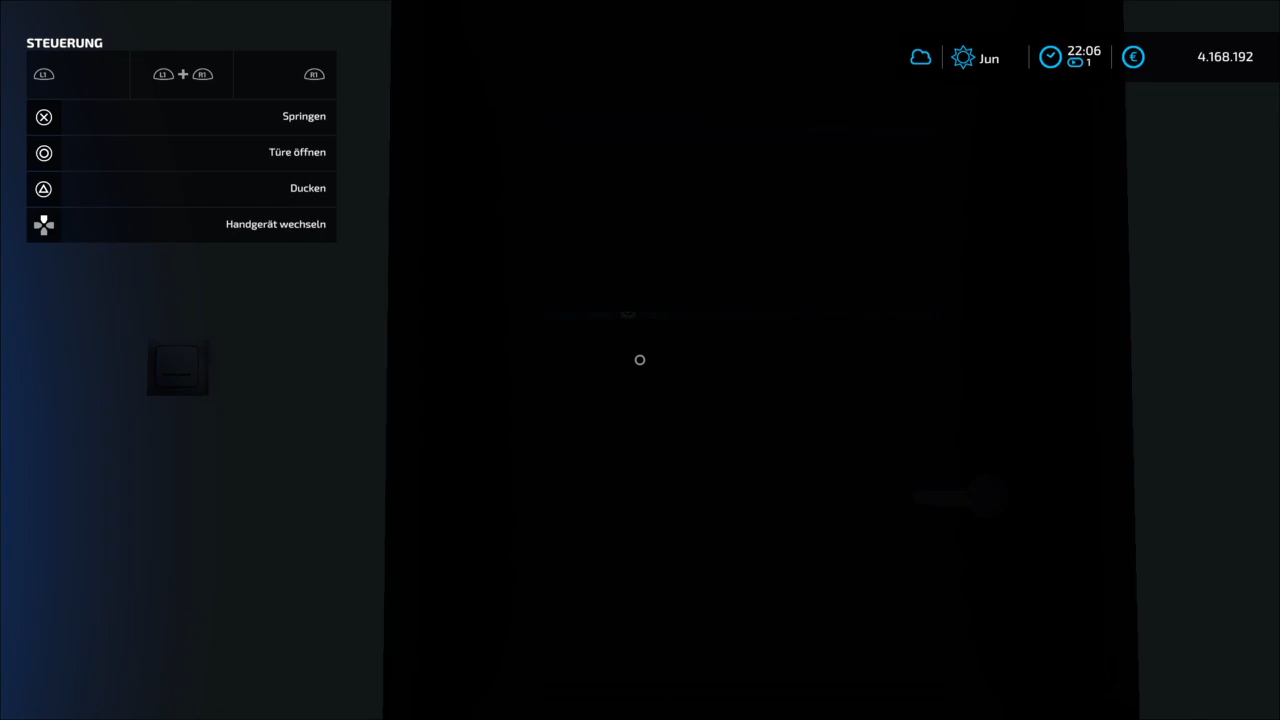 STEUERUNG
L1
L1 + R1
R1
Springen
Türe öffnen
Ducken
Handgerät wechseln
Jun
22:06
1
€
4.168.192